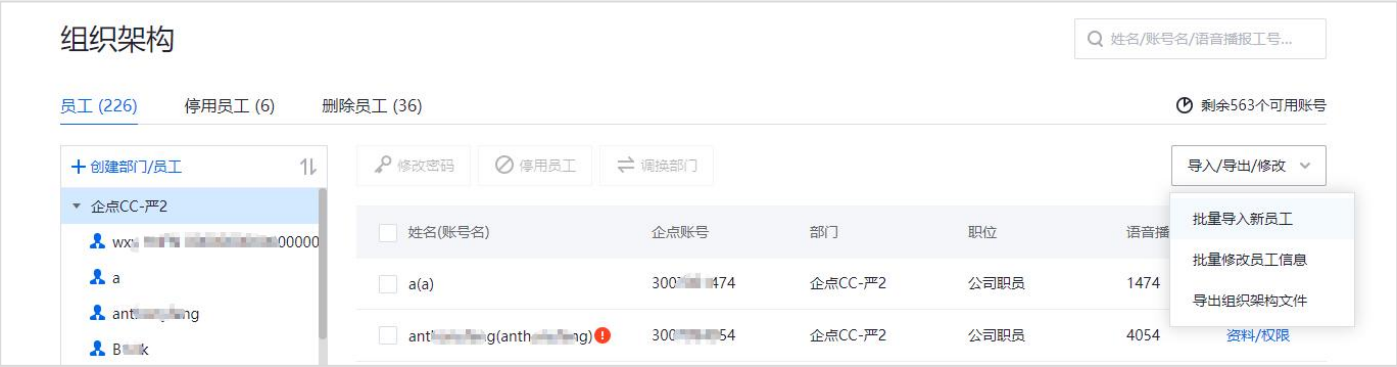 组织架构
姓名/账号名/语音播报工号...
员工 (226) 停用员工 (6) 删除员工 (36) 剩余563个可用账号
+ 创建部门/员工 修改密码 停用员工 调换部门 导入/导出/修改
企点CC-严2
批量导入新员工
姓名(账号名) 企点账号 部门 职位 语音播
wxy 00000
批量修改员工信息
a
a(a) 300 474 企点CC-严2 公司职员 1474
导出组织架构文件
ant ng
ant g(anth ng) 300 54 企点CC-严2 公司职员 4054 资料/权限
B k